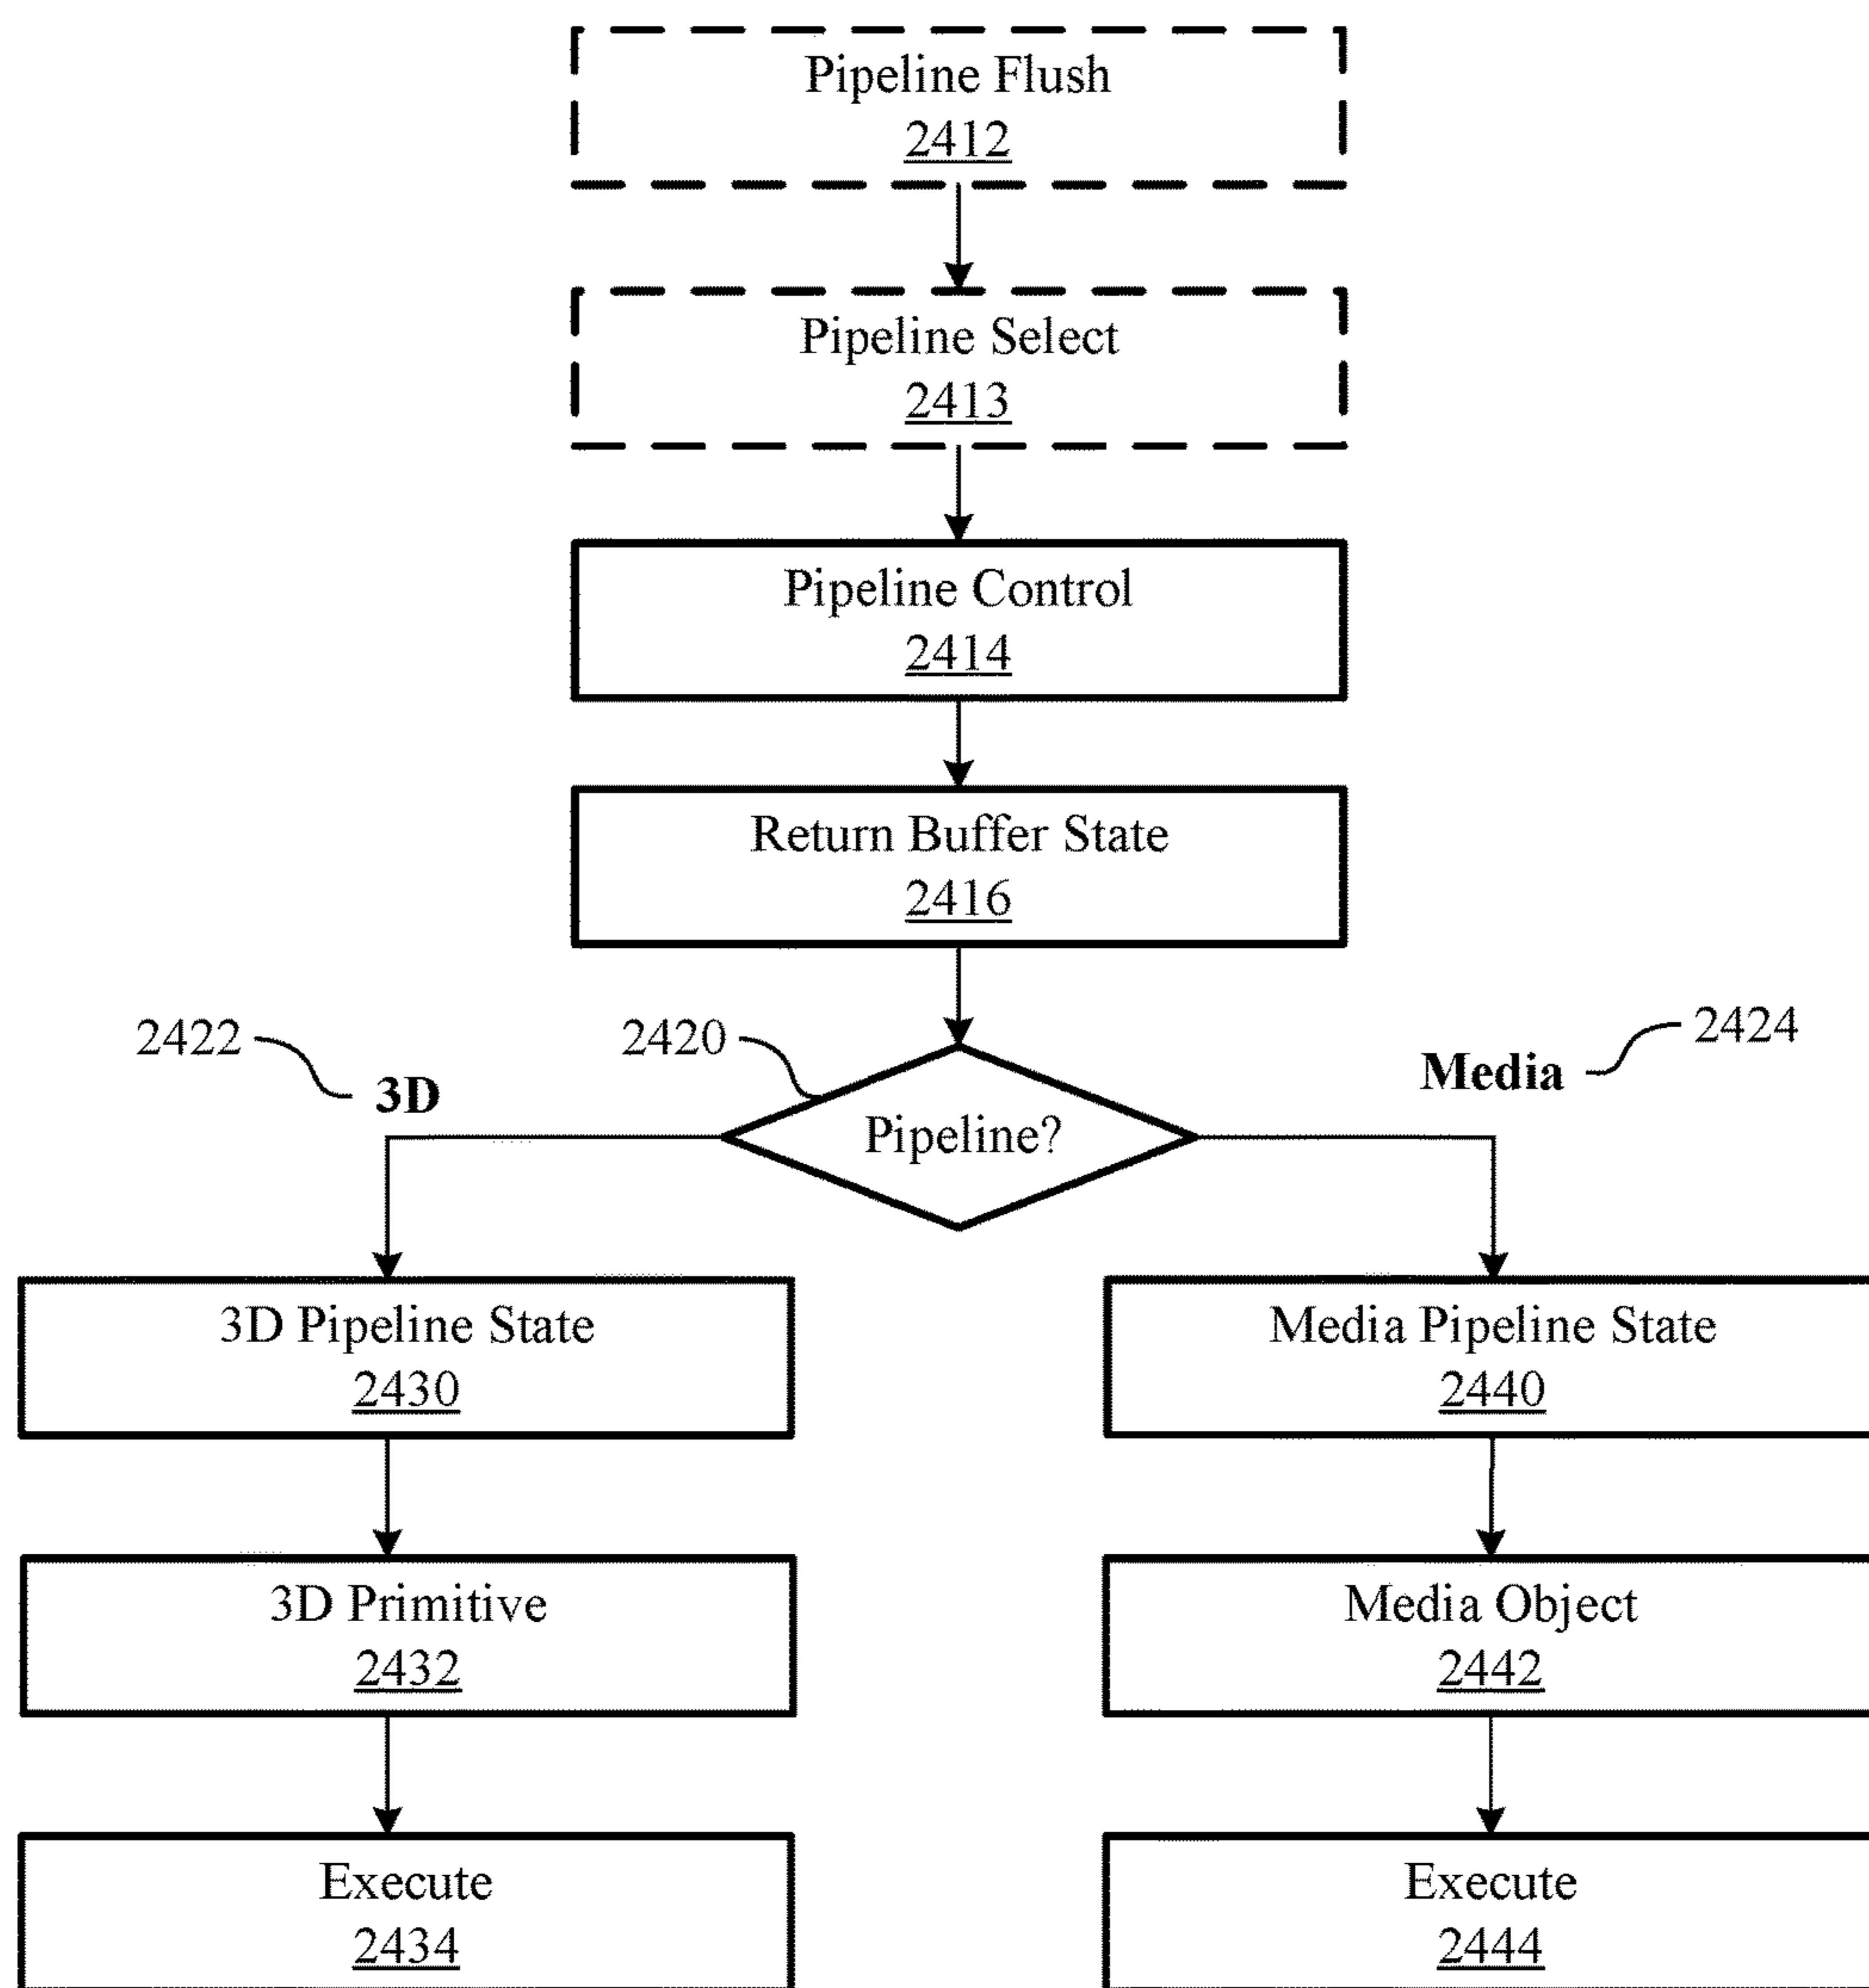 Pipeline Flush
2412
Pipeline Select
2413
Pipeline Control
2414
Return Buffer State
2416
2422
2420
2424
3D
Media
Pipeline?
3D Pipeline State
2430
Media Pipeline State
2440
3D Primitive
2432
Media Object
2442
Execute
2434
Execute
2444